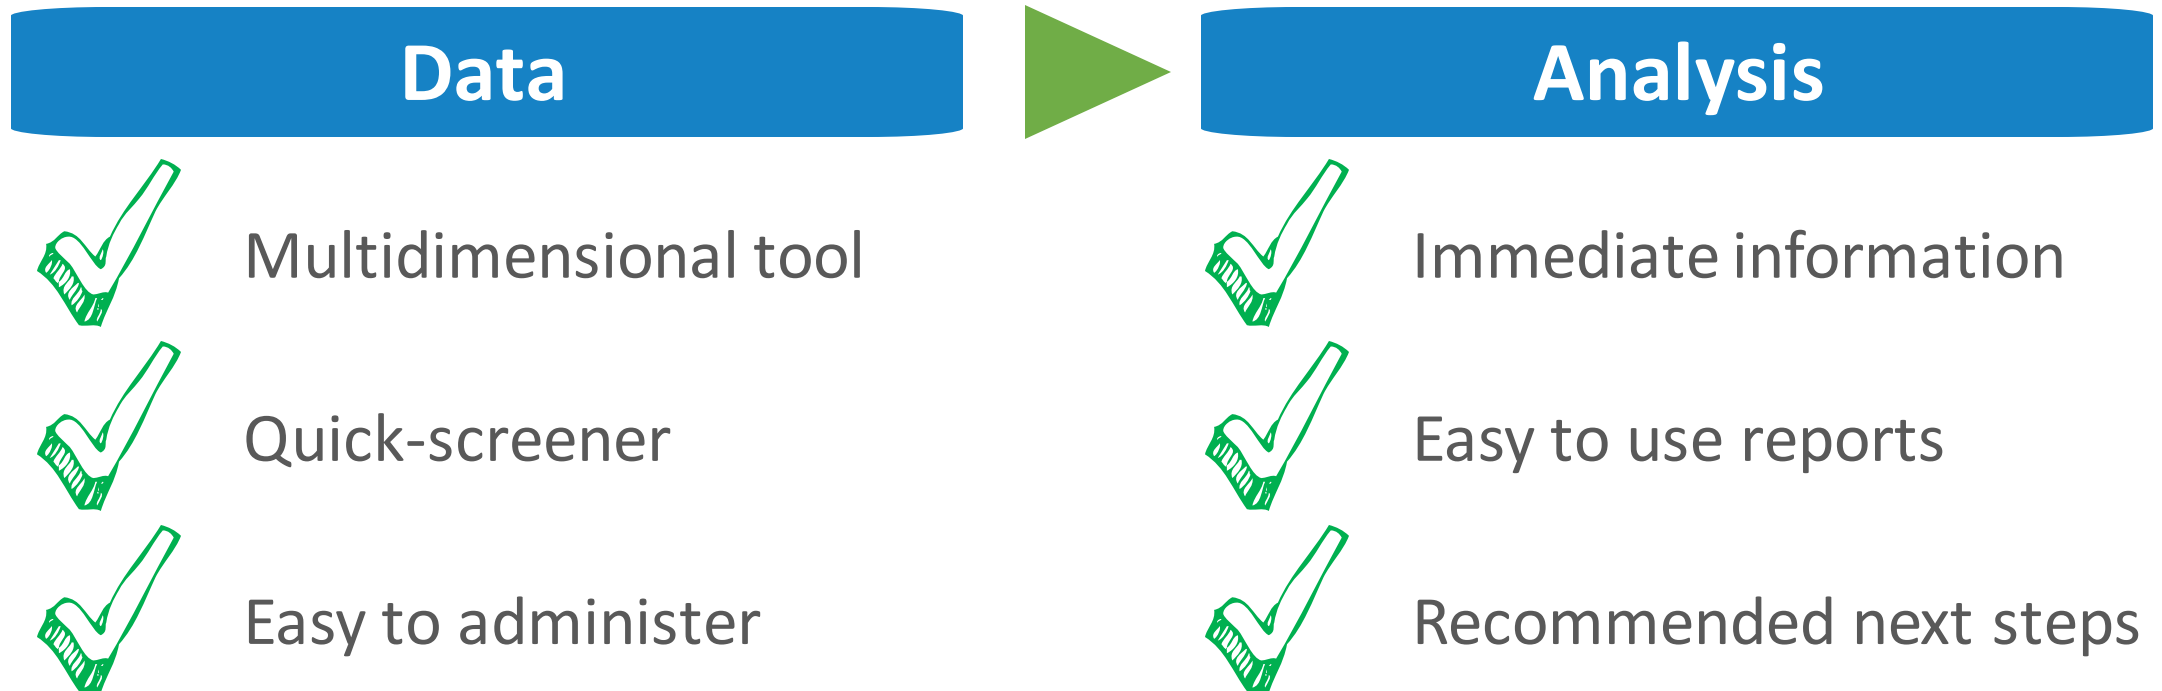 Data
Multidimensional tool
Quick-screener
Easy to administer
Analysis
Immediate information
Easy to use reports
Recommended next steps